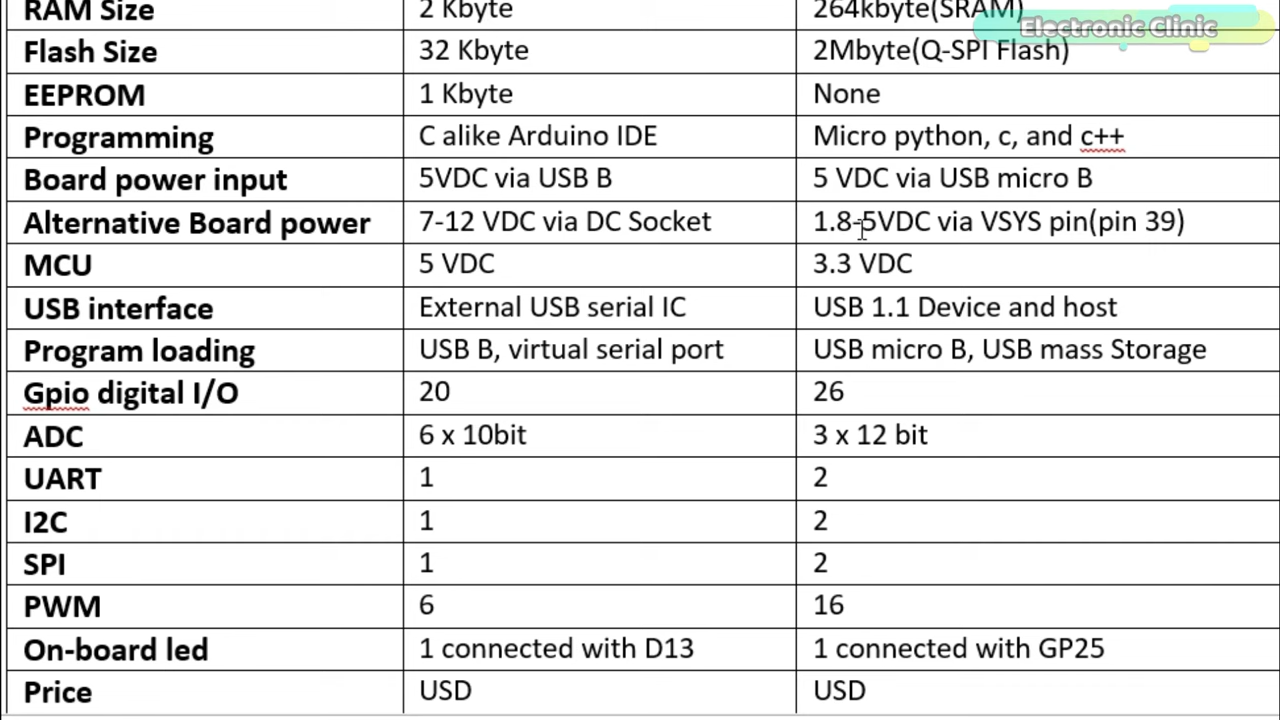 RAM Size 2 Kbyte 264kbyte(SRAM)
Electronic Clinic
Flash Size 32 Kbyte 2Mbyte(Q-SPI Flash)
EEPROM 1 Kbyte None
Programming C alike Arduino IDE Micro python, c, and c++
Board power input 5VDC via USB B 5 VDC via USB micro B
Alternative Board power 7-12 VDC via DC Socket 1.8-5VDC via VSYS pin(pin 39)
MCU 5 VDC 3.3 VDC
USB interface External USB serial IC USB 1.1 Device and host
Program loading USB B, virtual serial port USB micro B, USB mass Storage
Gpio digital I/O 20 26
ADC 6 x 10bit 3 x 12 bit
UART 1 2
I2C 1 2
SPI 1 2
PWM 6 16
On-board led 1 connected with D13 1 connected with GP25
Price USD USD